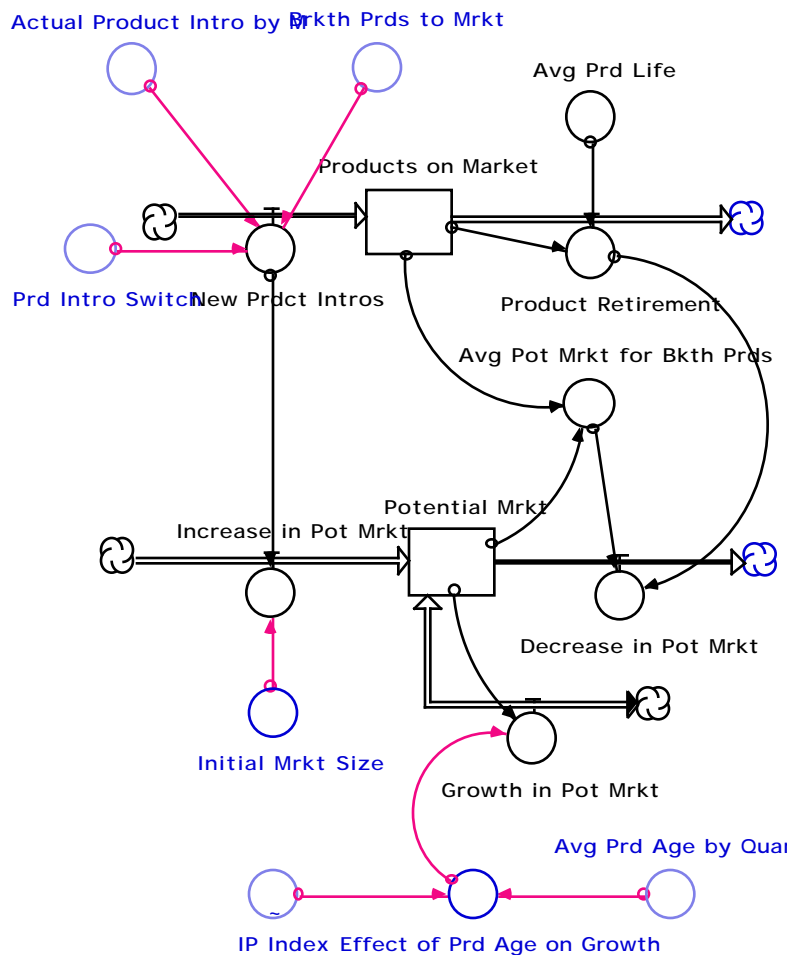 Actual Product Intro by M
Brkth Prds to Mrkt
Avg Prd Life
Products on Market
Prd Intro Switch
New Prdct Intros
Product Retirement
Avg Pot Mrkt for Bkth Prds
Potential Mrkt
Increase in Pot Mrkt
Decrease in Pot Mrkt
Initial Mrkt Size
Growth in Pot Mrkt
Avg Prd Age by Quar
~
IP Index Effect of Prd Age on Growth